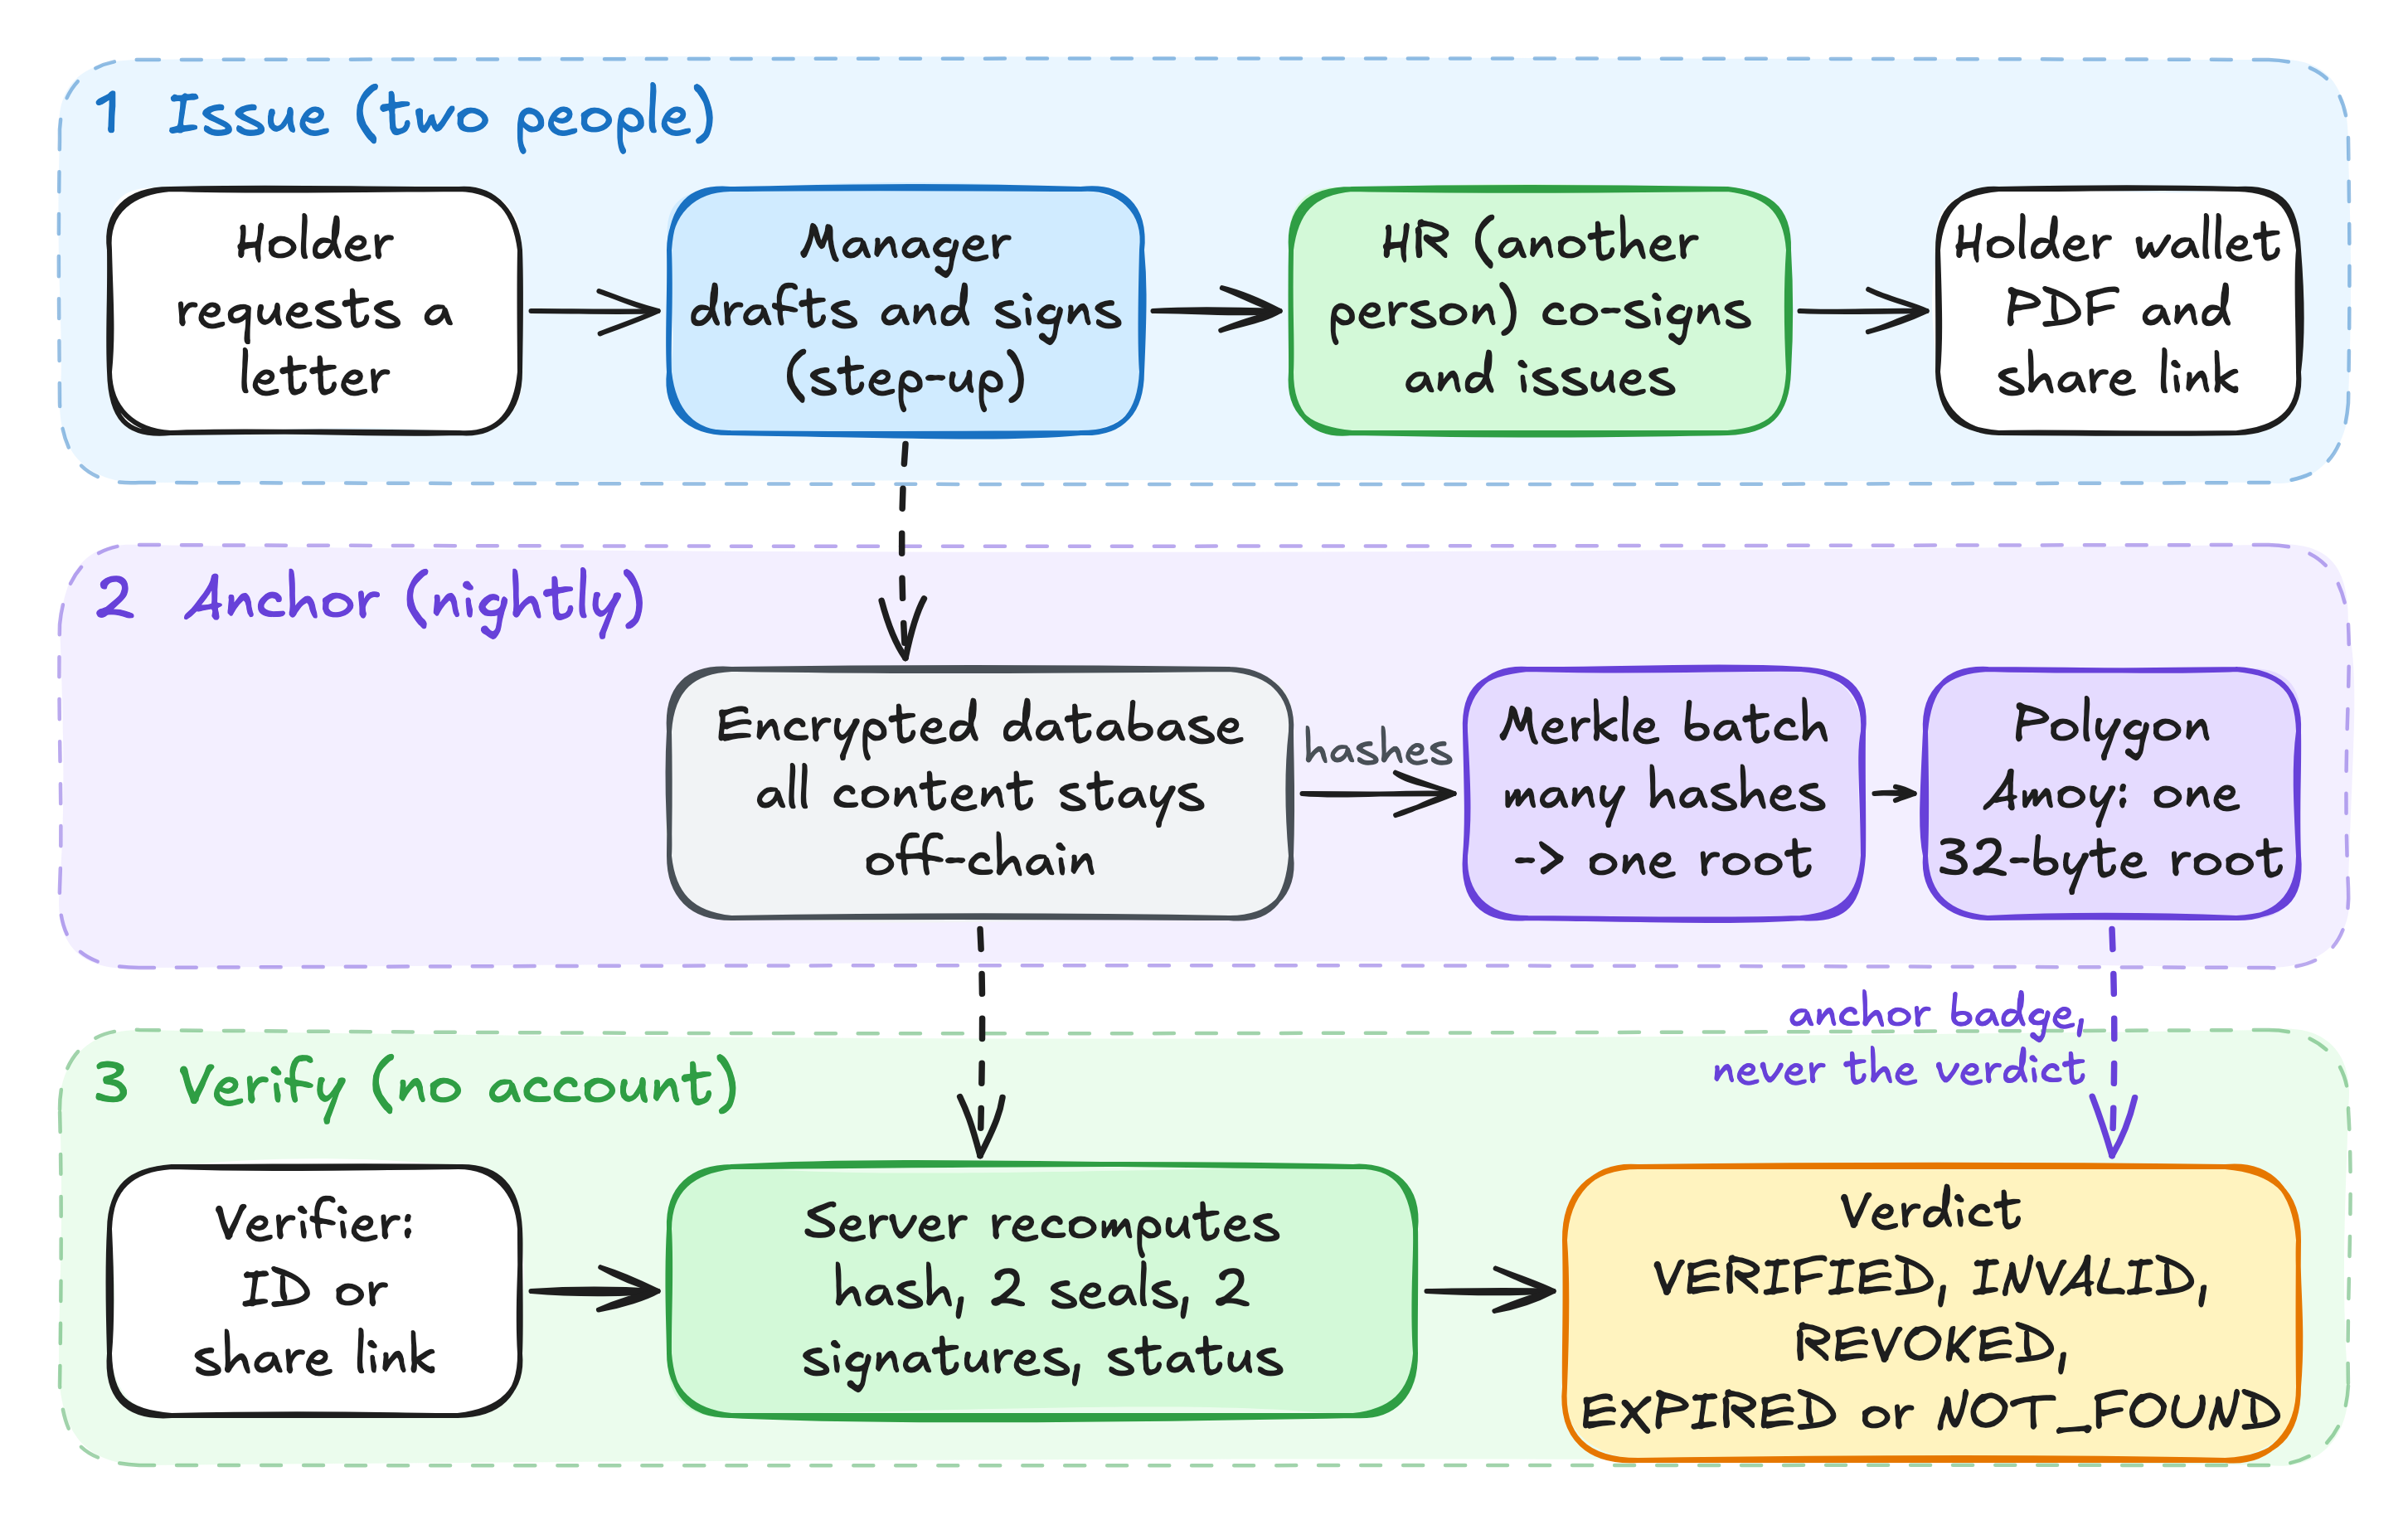 1 Issue (two people)
Holder
requests a
letter
Manager
drafts and signs
(step-up)
HR (another
person) co-signs
and issues
Holder wallet
PDF and
share link
2 Anchor (nightly)
Encrypted database
all content stays
off-chain
hashes
Merkle batch
many hashes
-> one root
Polygon
Amoy: one
32-byte root
anchor badge,
never the verdict
3 Verify (no account)
Verifier:
ID or
share link
Server recomputes
hash, 2 seals, 2
signatures, status
Verdict
VERIFIED, INVALID,
REVOKED,
EXPIRED or NOT_FOUND